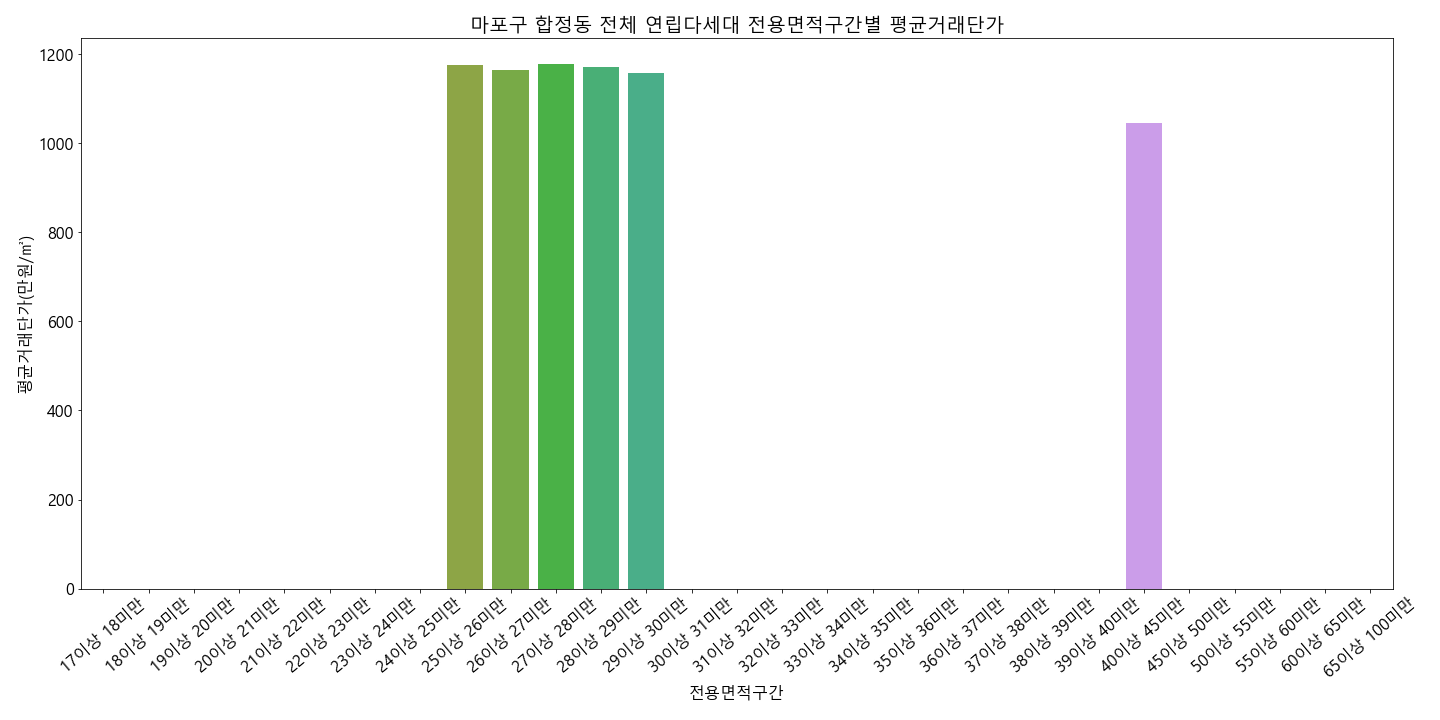 마포구 합정동 전체 연립다세대 전용면적구간별 평균거래단가
평균거래단가(만원/㎡)
1200
1000
800
600
400
200
0
17이상 18미만
18이상 19미만
19이상 20미만
20이상 21미만
21이상 22미만
22이상 23미만
23이상 24미만
24이상 25미만
25이상 26미만
26이상 27미만
27이상 28미만
28이상 29미만
29이상 30미만
30이상 31미만
31이상 32미만
32이상 33미만
33이상 34미만
34이상 35미만
35이상 36미만
36이상 37미만
37이상 38미만
38이상 39미만
39이상 40미만
40이상 45미만
45이상 50미만
50이상 55미만
55이상 60미만
60이상 65미만
65이상 100미만
전용면적구간